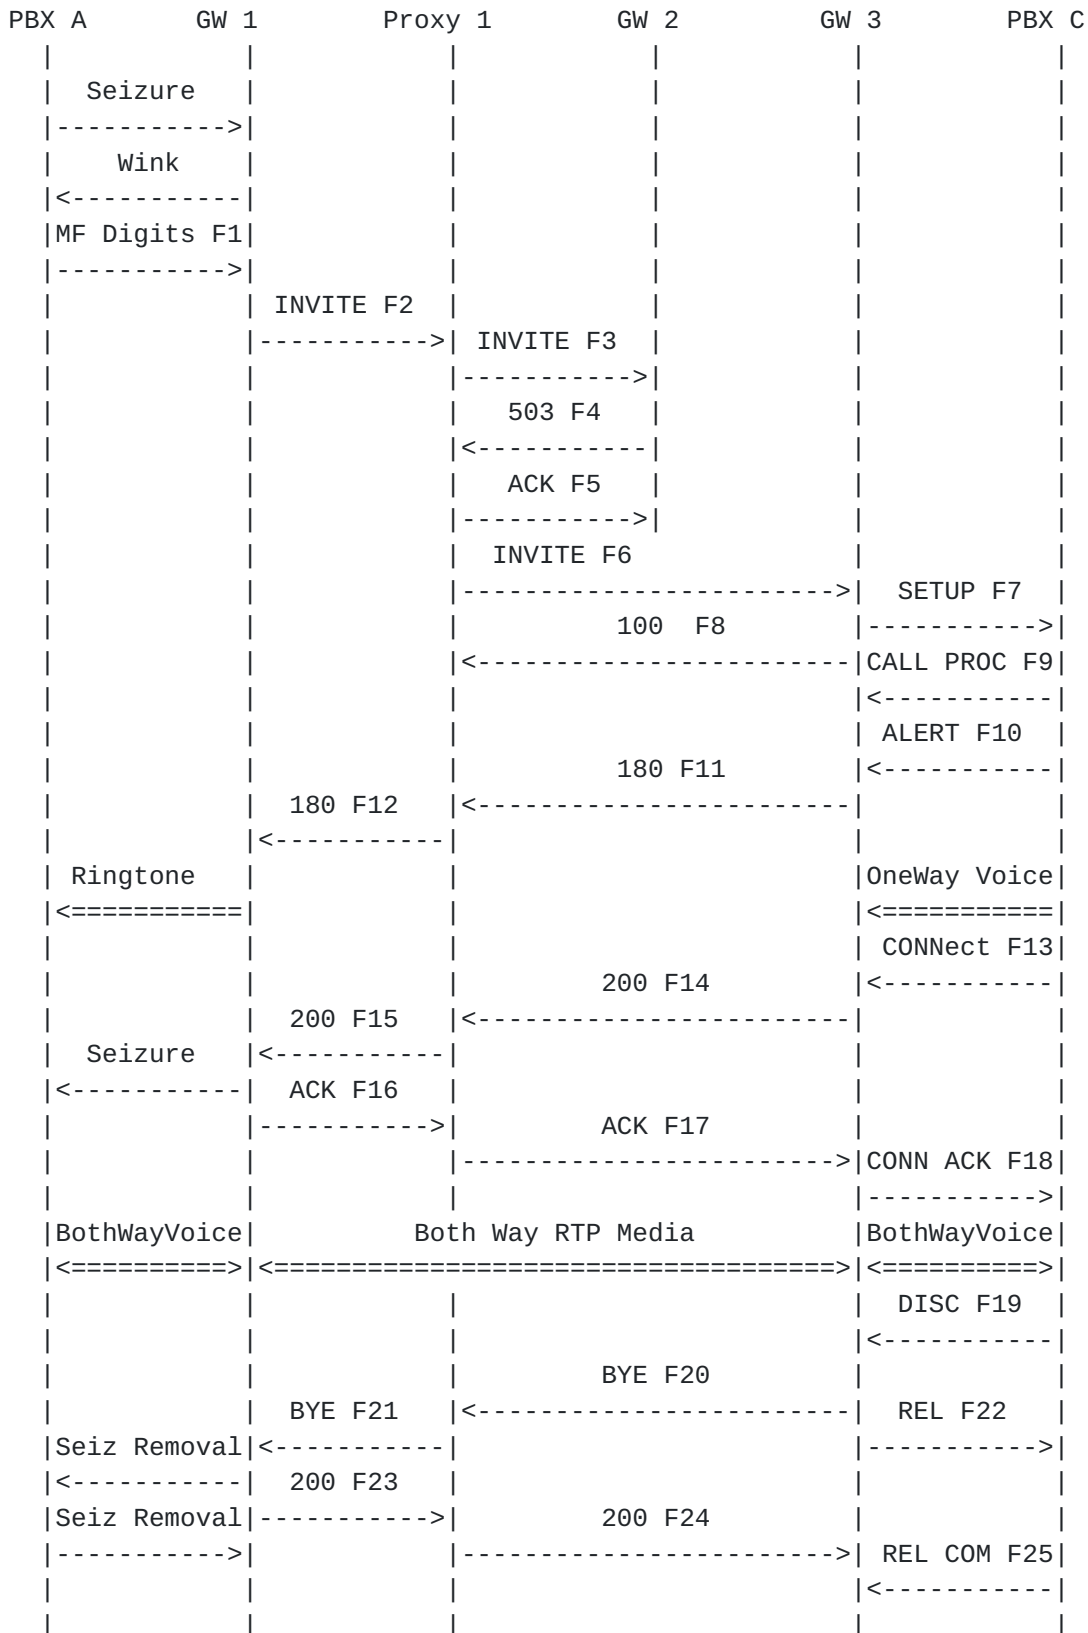 PBX A       GW 1        Proxy 1        GW 2         GW 3        PBX C
  |            |            |            |            |            |
  |  Seizure   |            |            |            |            |
  |----------->|            |            |            |            |
  |    Wink    |            |            |            |            |
  |<-----------|            |            |            |            |
  |MF Digits F1|            |            |            |            |
  |----------->|            |            |            |            |
  |            | INVITE F2  |            |            |            |
  |            |----------->| INVITE F3  |            |            |
  |            |            |----------->|            |            |
  |            |            |   503 F4   |            |            |
  |            |            |<-----------|            |            |
  |            |            |   ACK F5   |            |            |
  |            |            |----------->|            |            |
  |            |            |  INVITE F6              |            |
  |            |            |------------------------>|  SETUP F7  |
  |            |            |          100  F8        |----------->|
  |            |            |<------------------------|CALL PROC F9|
  |            |            |                         |<-----------|
  |            |            |                         | ALERT F10  |
  |            |            |          180 F11        |<-----------|
  |            |  180 F12   |<------------------------|            |
  |            |<-----------|                         |            |
  | Ringtone   |            |                         |OneWay Voice|
  |<===========|            |                         |<===========|
  |            |            |                         | CONNect F13|
  |            |            |         200 F14         |<-----------|
  |            |  200 F15   |<------------------------|            |
  |  Seizure   |<-----------|                         |            |
  |<-----------|  ACK F16   |                         |            |
  |            |----------->|         ACK F17         |            |
  |            |            |------------------------>|CONN ACK F18|
  |            |            |                         |----------->|
  |BothWayVoice|          Both Way RTP Media          |BothWayVoice|
  |<==========>|<====================================>|<==========>|
  |            |            |                         |  DISC F19  |
  |            |            |                         |<-----------|
  |            |            |         BYE F20         |            |
  |            |  BYE F21   |<------------------------|  REL F22   |
  |Seiz Removal|<-----------|                         |----------->|
  |<-----------|  200 F23   |                         |            |
  |Seiz Removal|----------->|         200 F24         |            |
  |----------->|            |------------------------>| REL COM F25|
  |            |            |                         |<-----------|
  |            |            |                         |            |